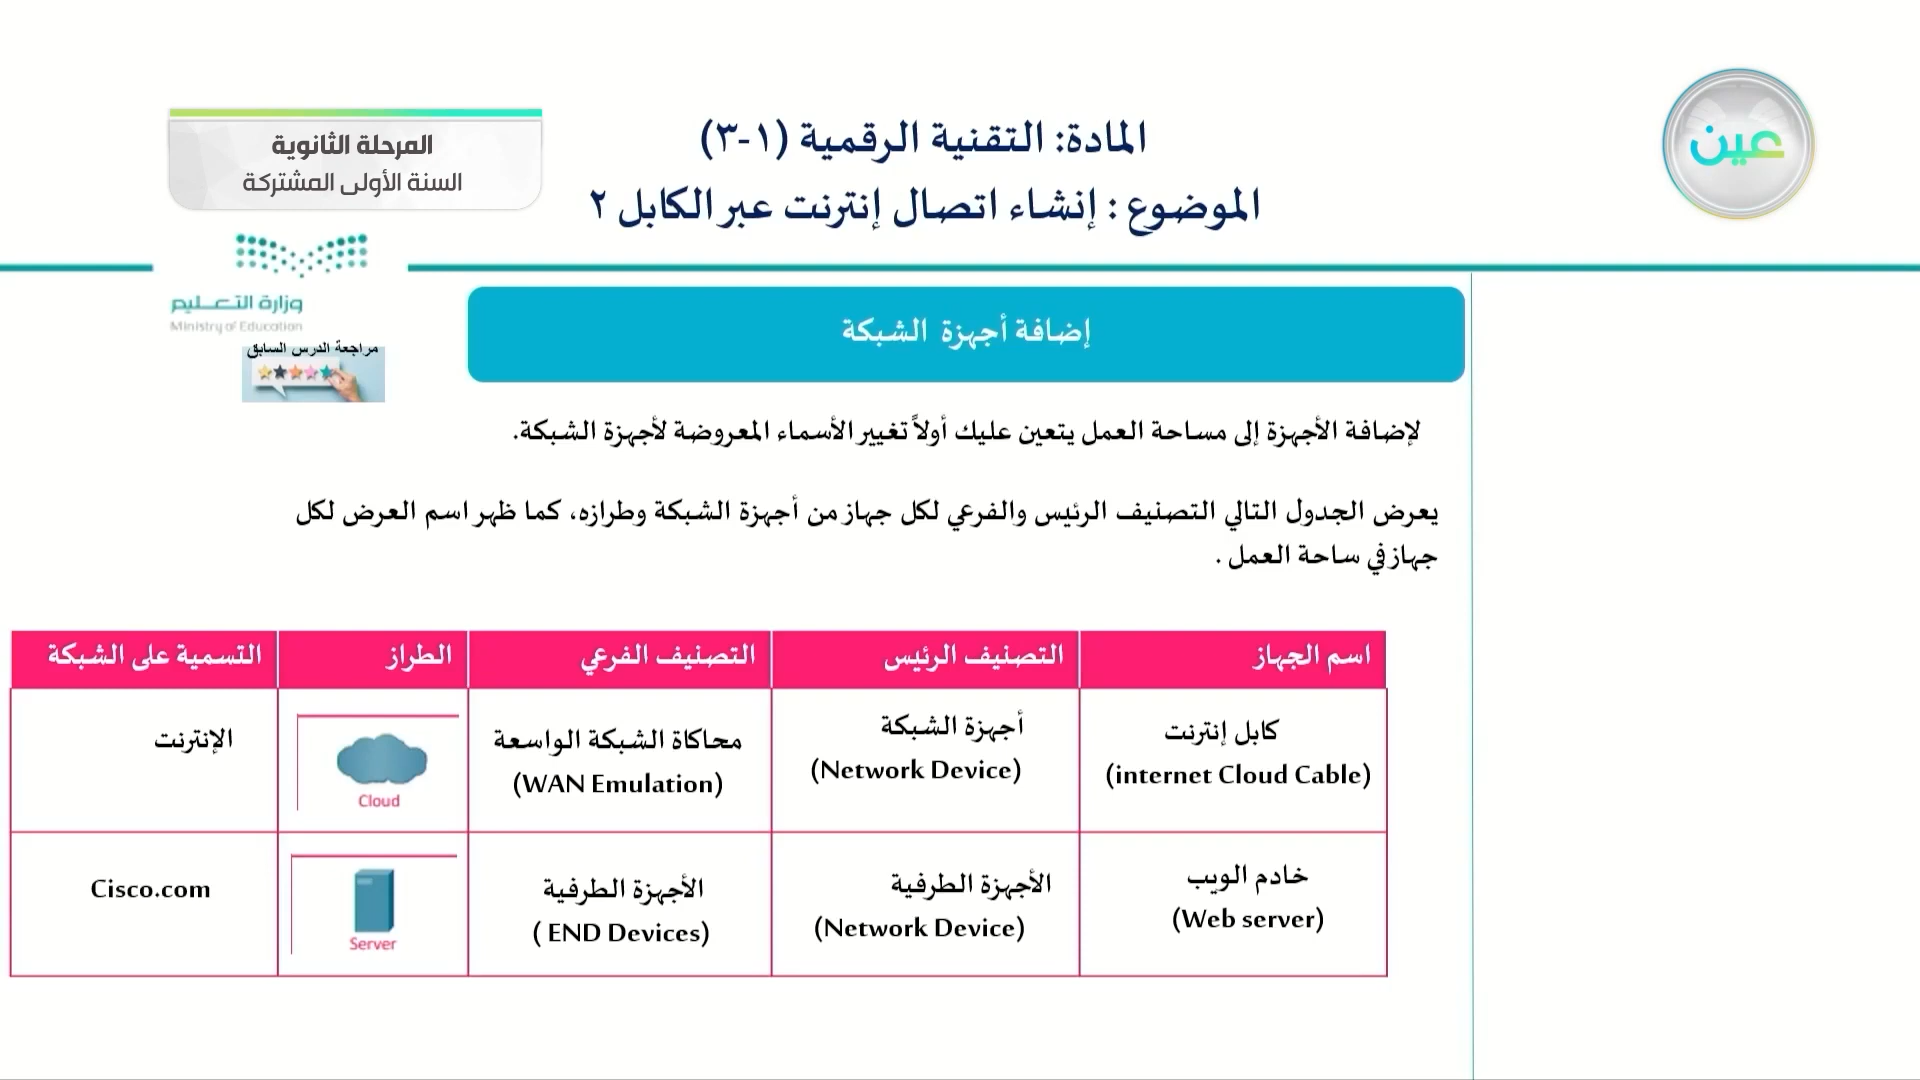 عين
المادة: التقنية الرقمية (١-٣)
الموضوع : إنشاء اتصال إنترنت عبر الكابل ٢
المرحلة الثانوية
السنة الأولى المشتركة
وزارة التعـــليم
Ministry of Education
مراجعة الدرس السابق
إضافة أجهزة الشبكة
لإضافة الأجهزة إلى مساحة العمل يتعين عليك أولاً تغيير الأسماء المعروضة لأجهزة الشبكة.
يعرض الجدول التالي التصنيف الرئيس والفرعي لكل جهاز من أجهزة الشبكة وطرازه، كما ظهر اسم العرض لكل
جهاز في ساحة العمل .
اسم الجهاز التصنيف الرئيس التصنيف الفرعي الطراز التسمية على الشبكة
كابل إنترنت
(internet Cloud Cable)
أجهزة الشبكة
(Network Device)
محاكاة الشبكة الواسعة
(WAN Emulation)
Cloud
الإنترنت
خادم الويب
(Web server)
الأجهزة الطرفية
(Network Device)
الأجهزة الطرفية
( END Devices)
Server
Cisco.com